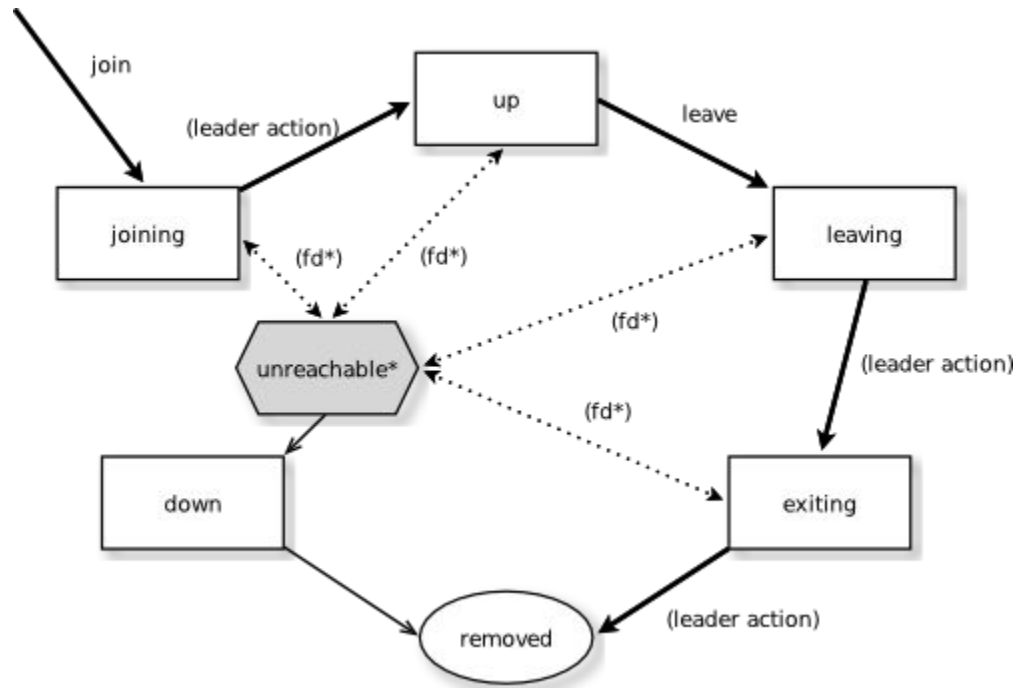 join
up
(leader action)
leave
joining
leaving
(fd*)
(fd*)
(fd*)
unreachable*
(leader action)
(fd*)
down
exiting
removed
(leader action)